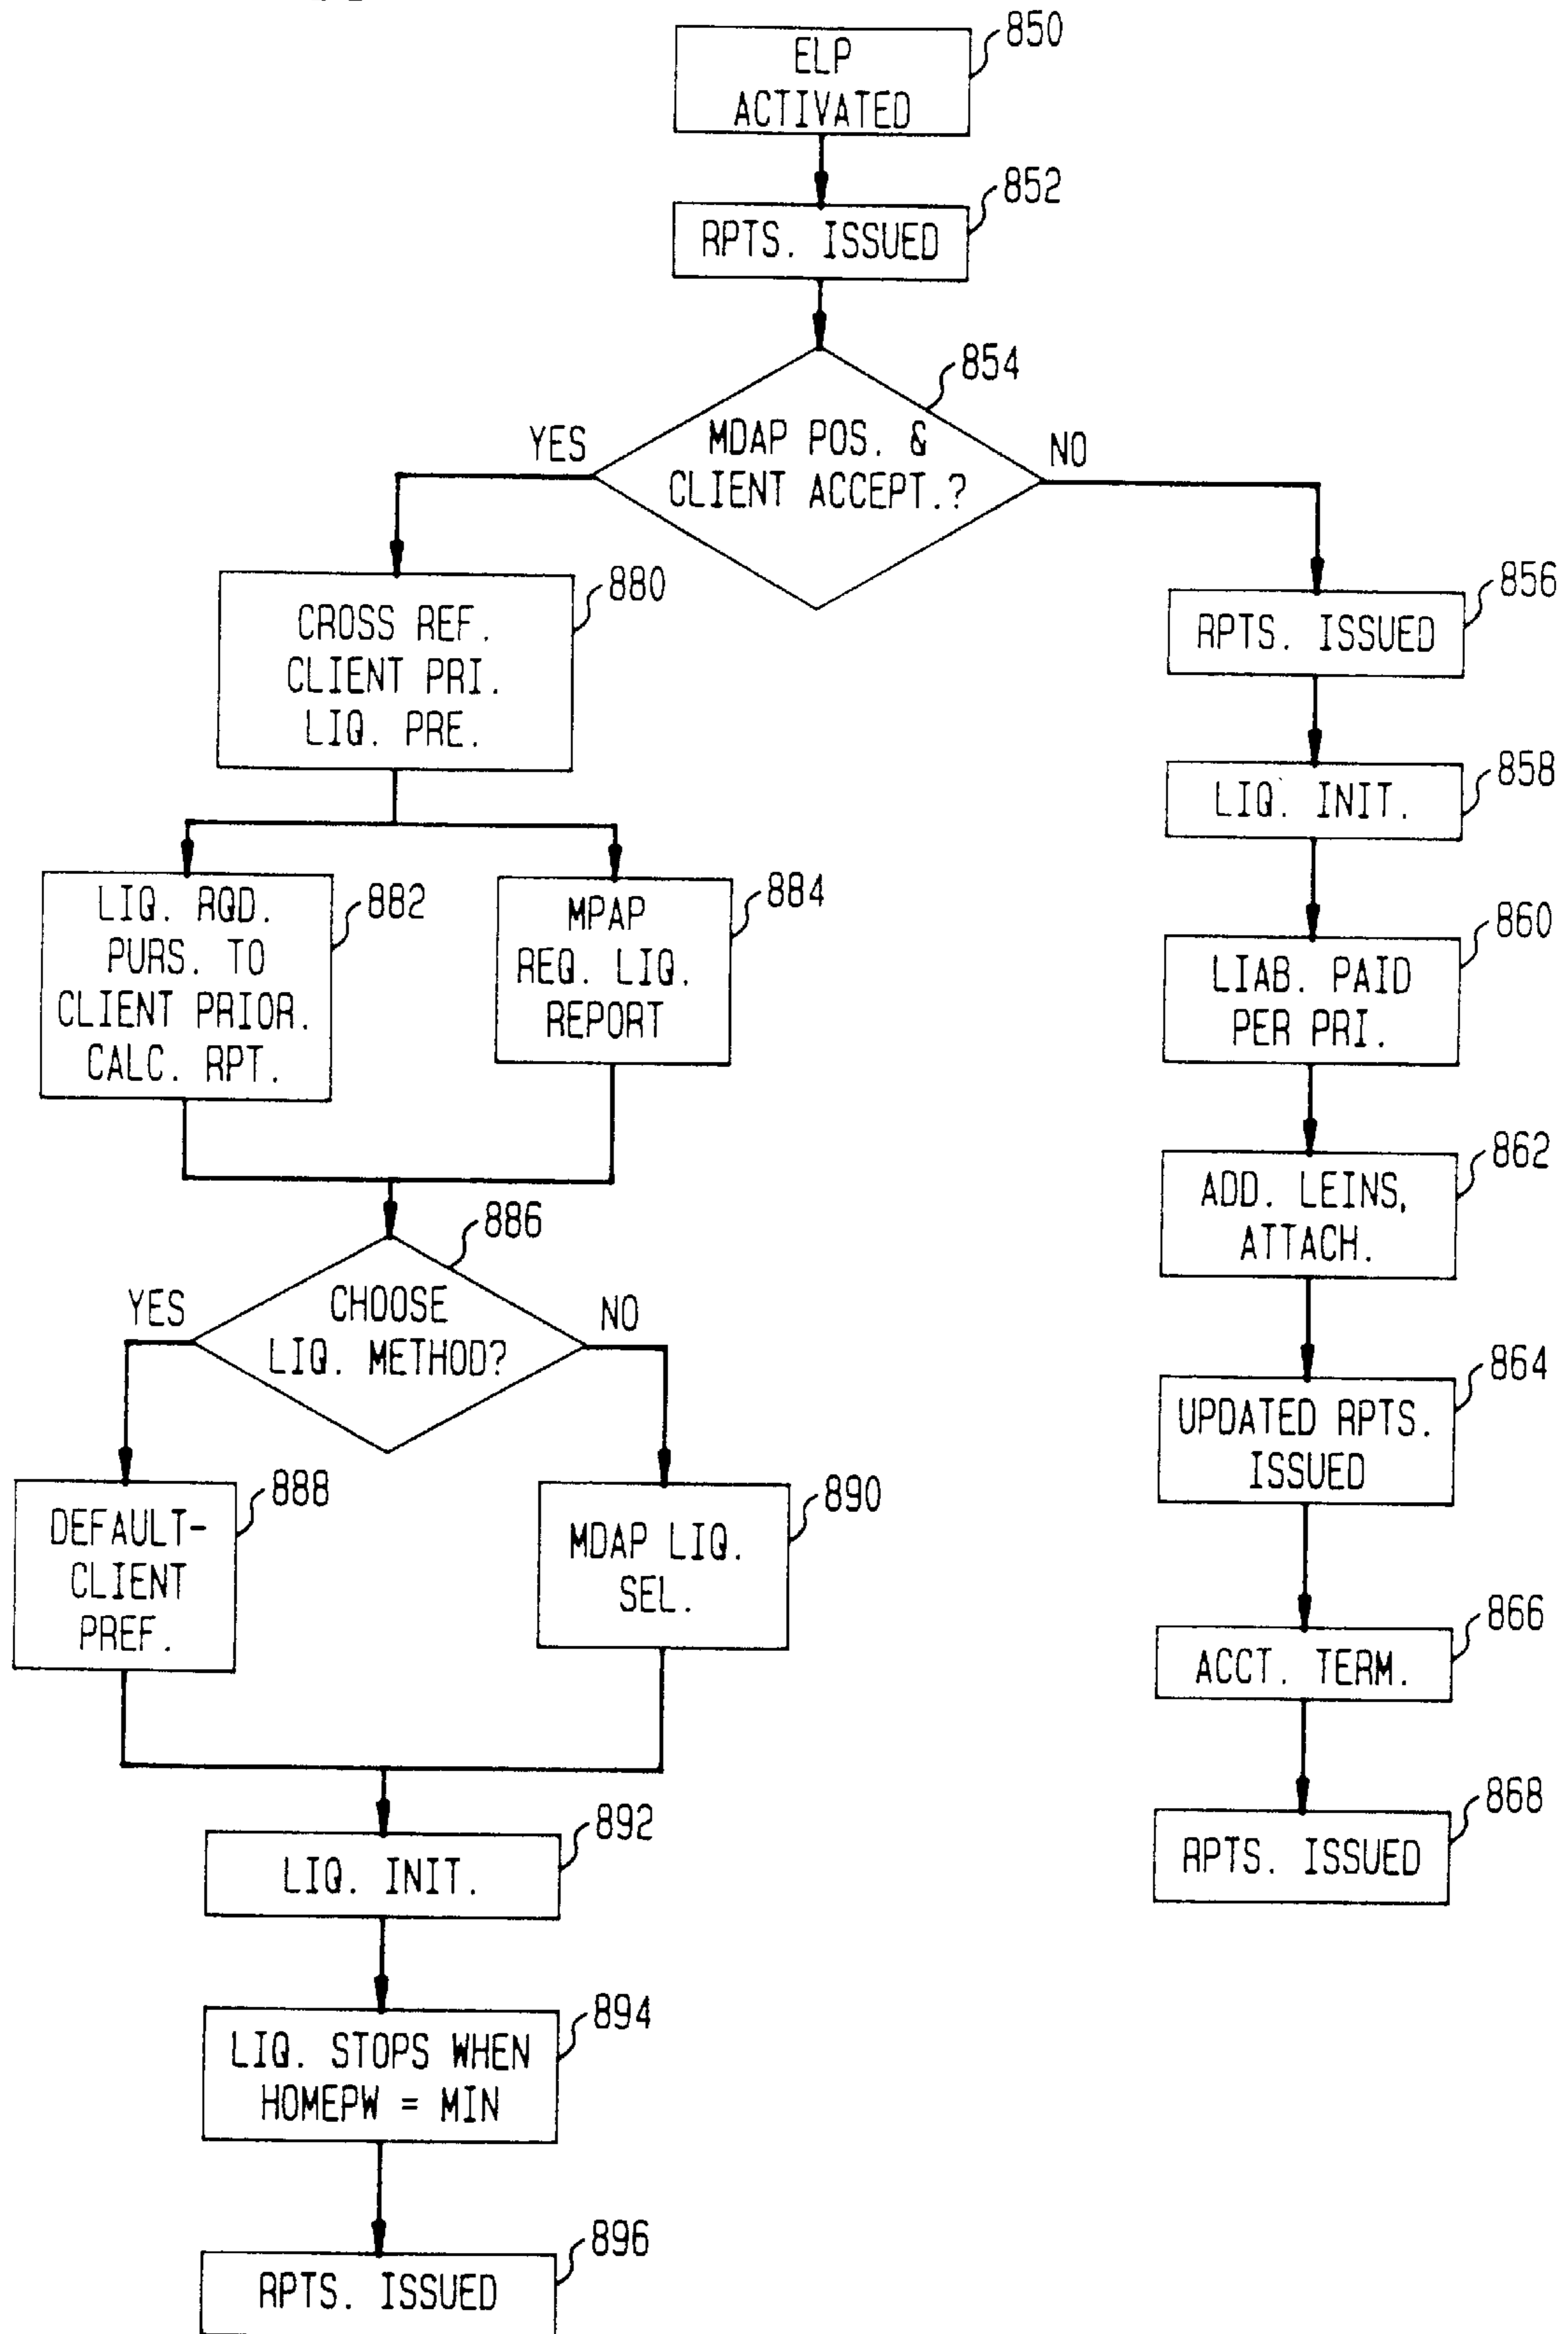 850
ELP
ACTIVATED
852
RPTS. ISSUED
854
MDAP POS. &
CLIENT ACCEPT.?
YES
NO
880
CROSS REF.
CLIENT PRI.
LIQ. PRE.
856
RPTS. ISSUED
858
LIQ. INIT.
882
LIQ. RQD.
PURS. TO
CLIENT PRIOR.
CALC. RPT.
884
MPAP
REQ. LIQ.
REPORT
860
LIAB. PAID
PER PRI.
862
ADD. LEINS,
ATTACH.
886
CHOOSE
LIQ. METHOD?
YES
NO
864
UPDATED RPTS.
ISSUED
888
DEFAULT-
CLIENT
PREF.
890
MDAP LIQ.
SEL.
866
ACCT. TERM.
868
RPTS. ISSUED
892
LIQ. INIT.
894
LIQ. STOPS WHEN
HOMEPW = MIN
896
RPTS. ISSUED